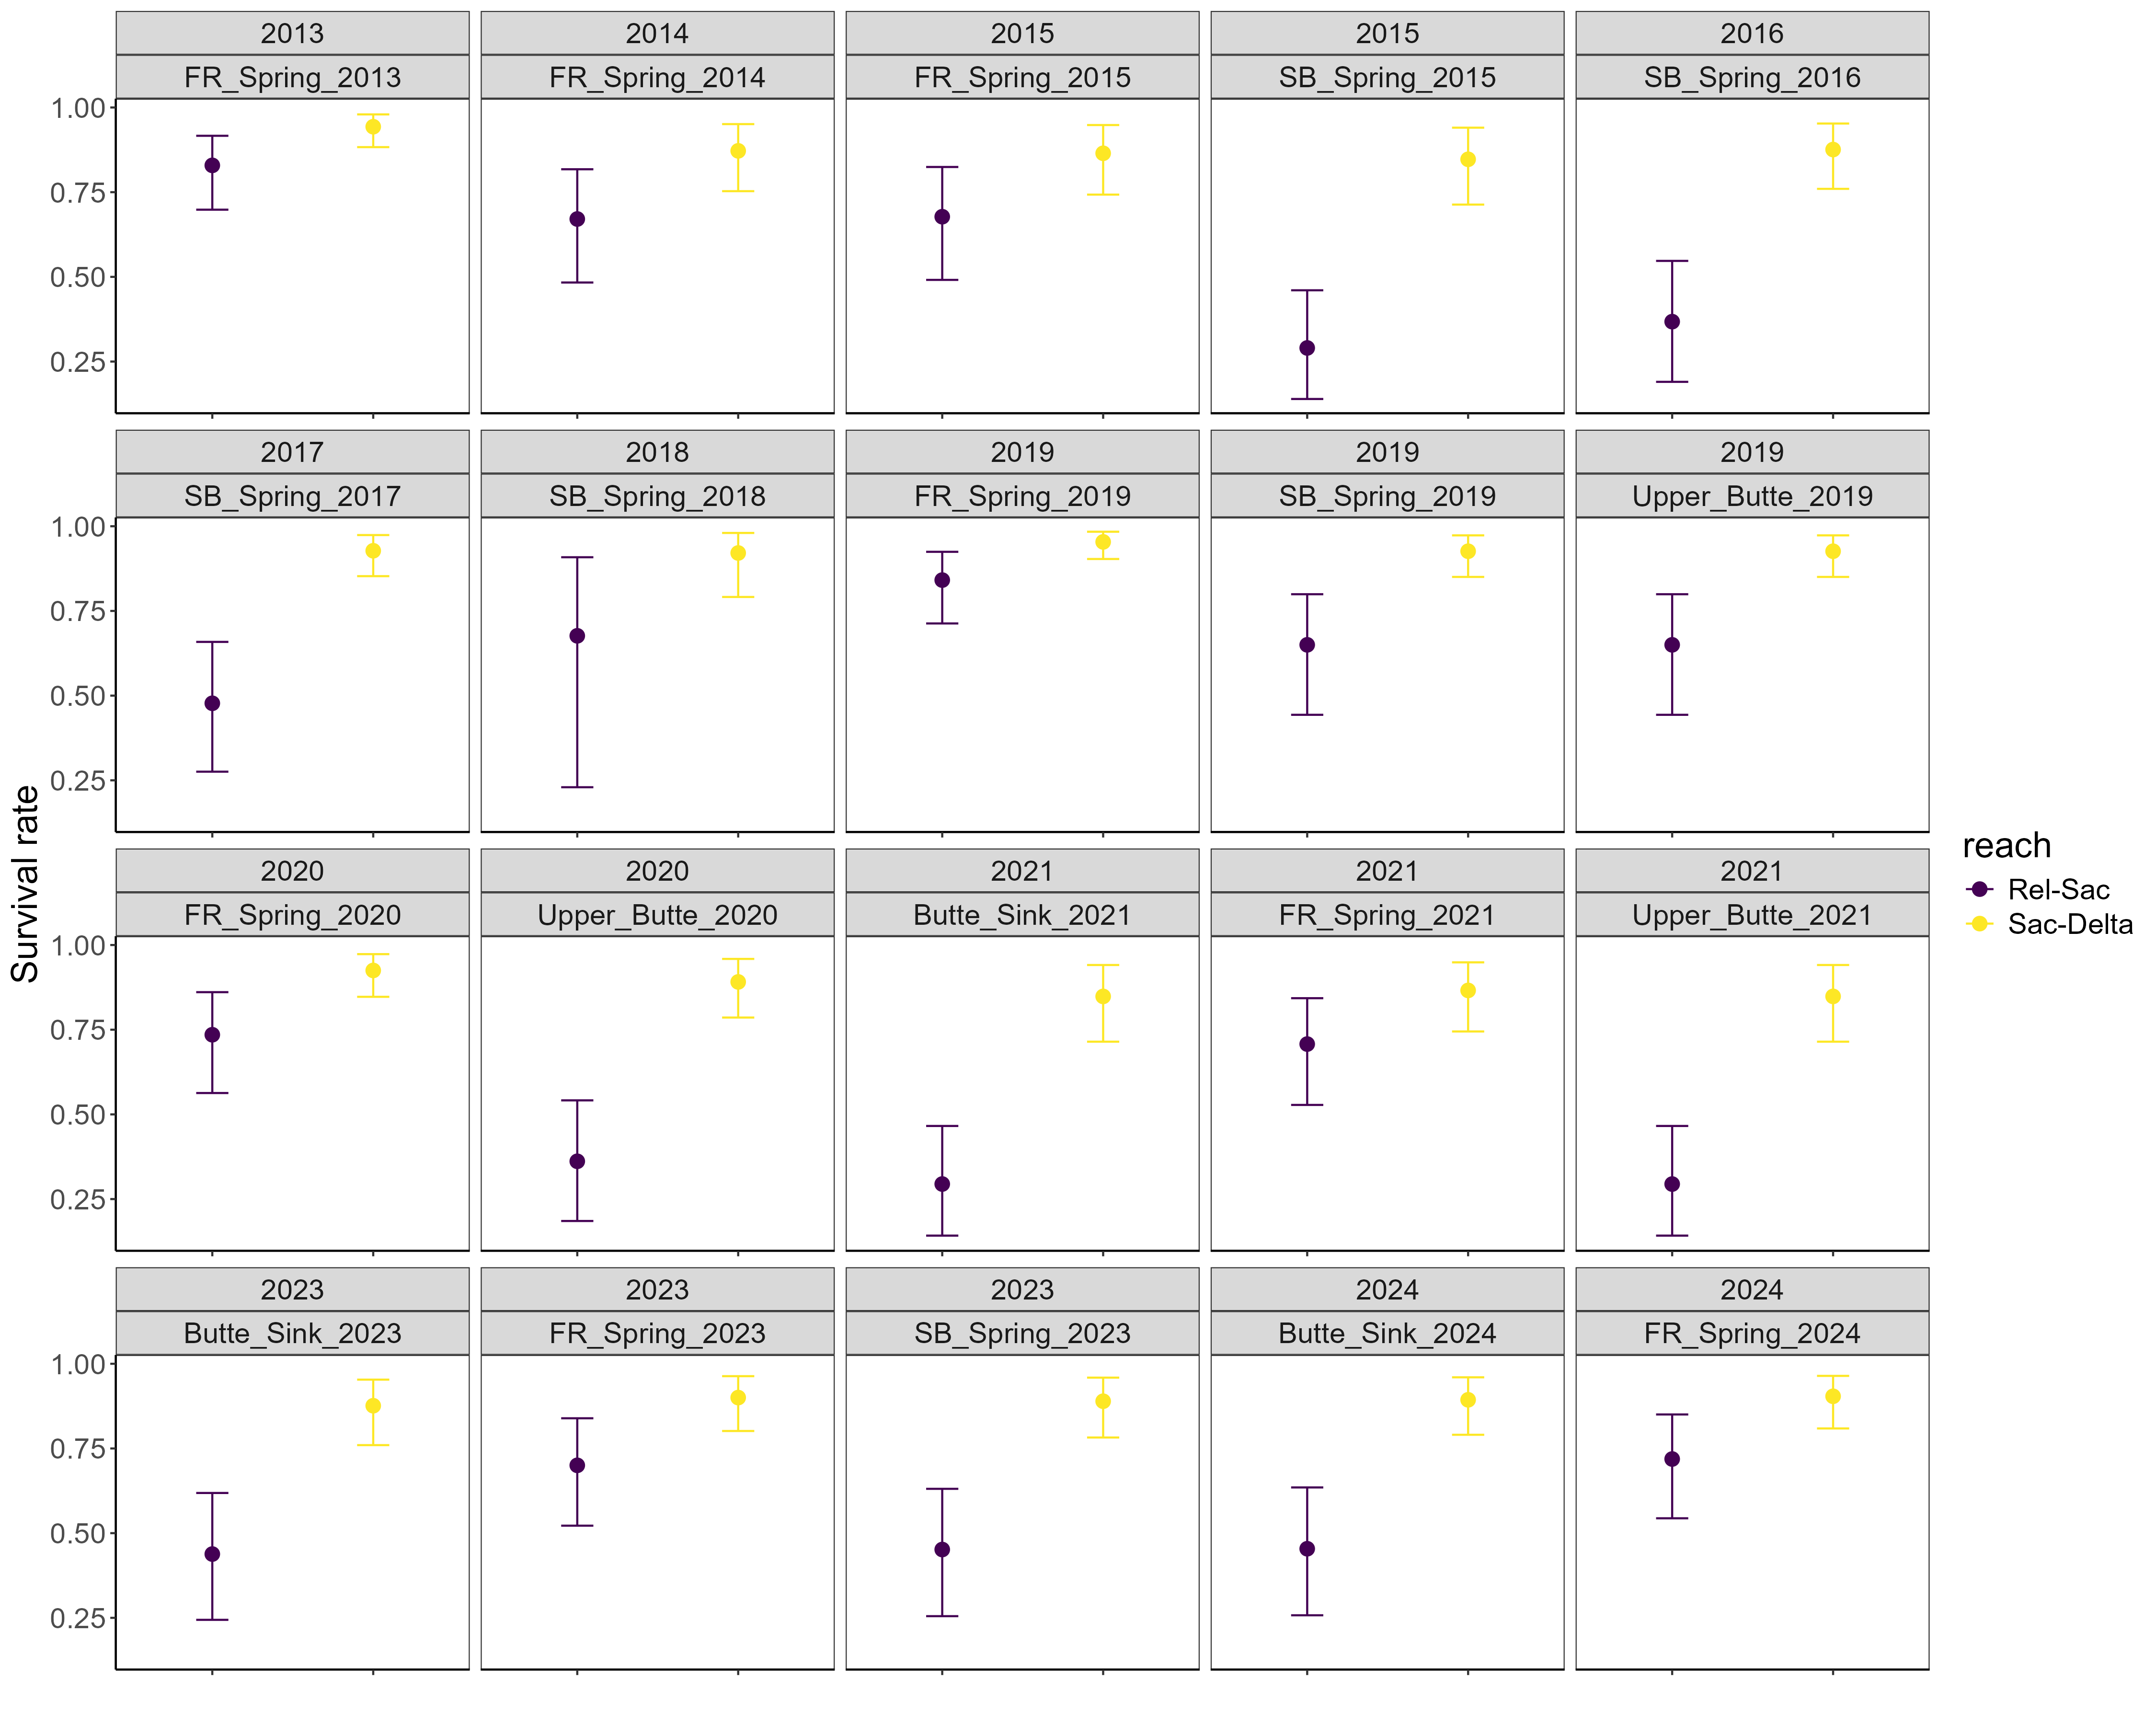 2013 2014 2015 2015 2016
FR_Spring_2013 FR_Spring_2014 FR_Spring_2015 SB_Spring_2015 SB_Spring_2016
1.00
0.75
0.50
0.25
2017 2018 2019 2019 2019
SB_Spring_2017 SB_Spring_2018 FR_Spring_2019 SB_Spring_2019 Upper_Butte_2019
1.00
0.75
0.50
0.25
2020 2020 2021 2021 2021
FR_Spring_2020 Upper_Butte_2020 Butte_Sink_2021 FR_Spring_2021 Upper_Butte_2021
1.00
0.75
0.50
0.25
2023 2023 2023 2024 2024
Butte_Sink_2023 FR_Spring_2023 SB_Spring_2023 Butte_Sink_2024 FR_Spring_2024
1.00
0.75
0.50
0.25
Survival rate
reach
Rel-Sac
Sac-Delta